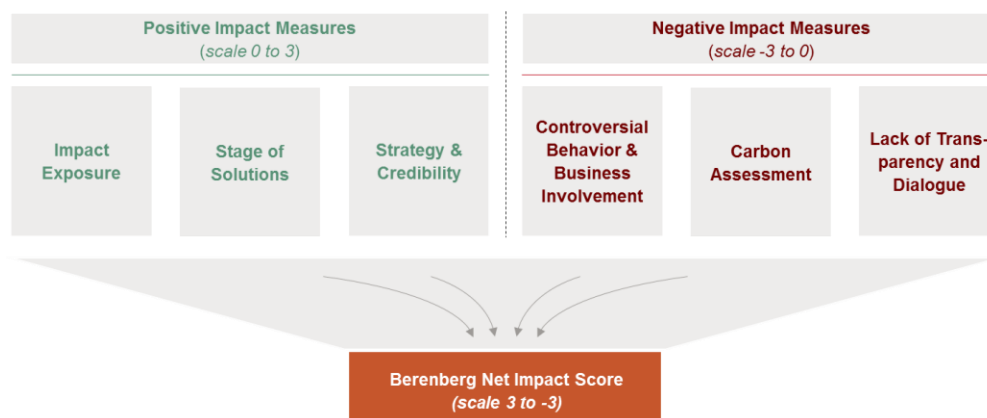 Positive Impact Measures
(scale 0 to 3)
Negative Impact Measures
(scale -3 to 0)
Impact
Exposure
Stage of
Solutions
Strategy &
Credibility
Controversial
Behavior &
Business
Involvement
Carbon
Assessment
Lack of Trans-
parency and
Dialogue
Berenberg Net Impact Score
(scale 3 to -3)